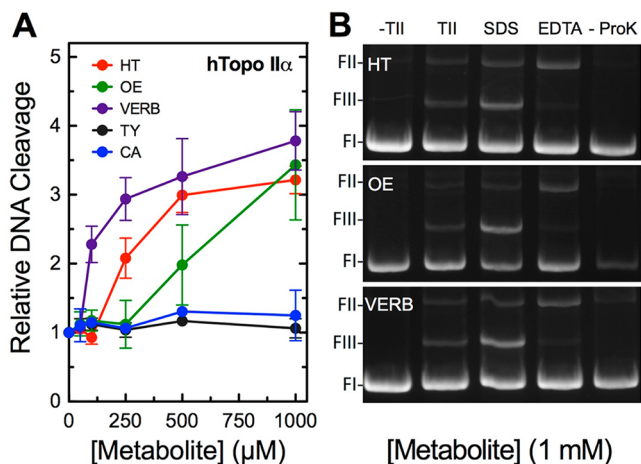 A
hTopo IIα
HT
OE
VERB
TY
CA
Relative DNA Cleavage
5
4
3
2
1
0
0 250 500 750 1000
[Metabolite] (µM)
B
-TII TII SDS EDTA - ProK
HT
FII
FIII
FI
OE
FII
FIII
FI
VERB
FII
FIII
FI
[Metabolite] (1 mM)